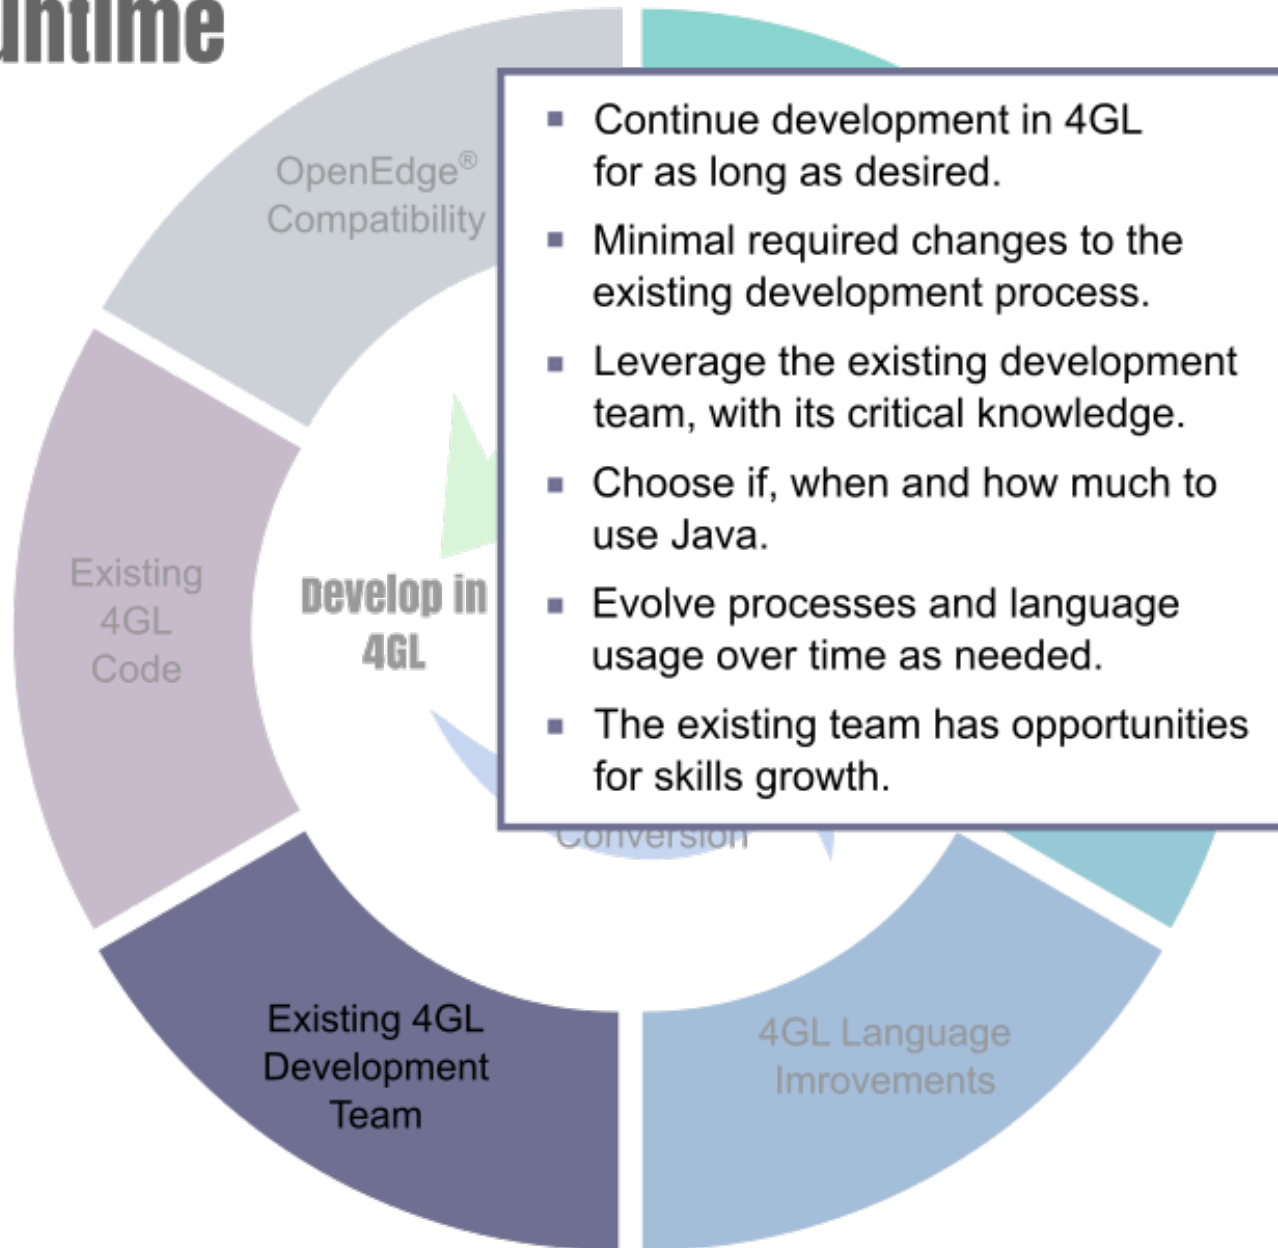 untime
OpenEdge®
Compatibility
Continue development in 4GL
for as long as desired.
Minimal required changes to the
existing development process.
Leverage the existing development
team, with its critical knowledge.
Choose if, when and how much to
use Java.
Evolve processes and language
usage over time as needed.
The existing team has opportunities
for skills growth.
Existing
4GL
Code
Develop in
4GL
Conversion
Existing 4GL
Development
Team
4GL Language
Imrovements